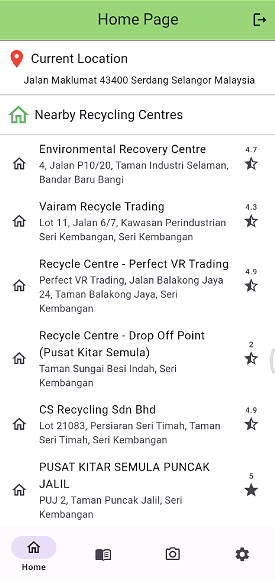 Home Page
Current Location
Jalan Maklumat 43400 Serdang Selangor Malaysia
Nearby Recycling Centres
Environmental Recovery Centre
4.7
4, Jalan P10/20, Taman Industri Selaman,
Bandar Baru Bangi
Vairam Recycle Trading
4.3
Lot 11, Jalan 6/7, Kawasan Perindustrian
Seri Kembangan, Seri Kembangan
Recycle Centre - Perfect VR Trading
4.9
Perfect VR Trading, Jalan Balakong Jaya
24, Taman Balakong Jaya, Seri
Kembangan
Recycle Centre - Drop Off Point
(Pusat Kitar Semula)
2
Taman Sungai Besi Indah, Seri
Kembangan
CS Recycling Sdn Bhd
4.9
Lot 21083, Persiaran Seri Timah, Taman
Seri Timah, Seri Kembangan
PUSAT KITAR SEMULA PUNCAK
JALIL
5
PUJ 2, Taman Puncak Jalil, Seri
Kembangan
Home